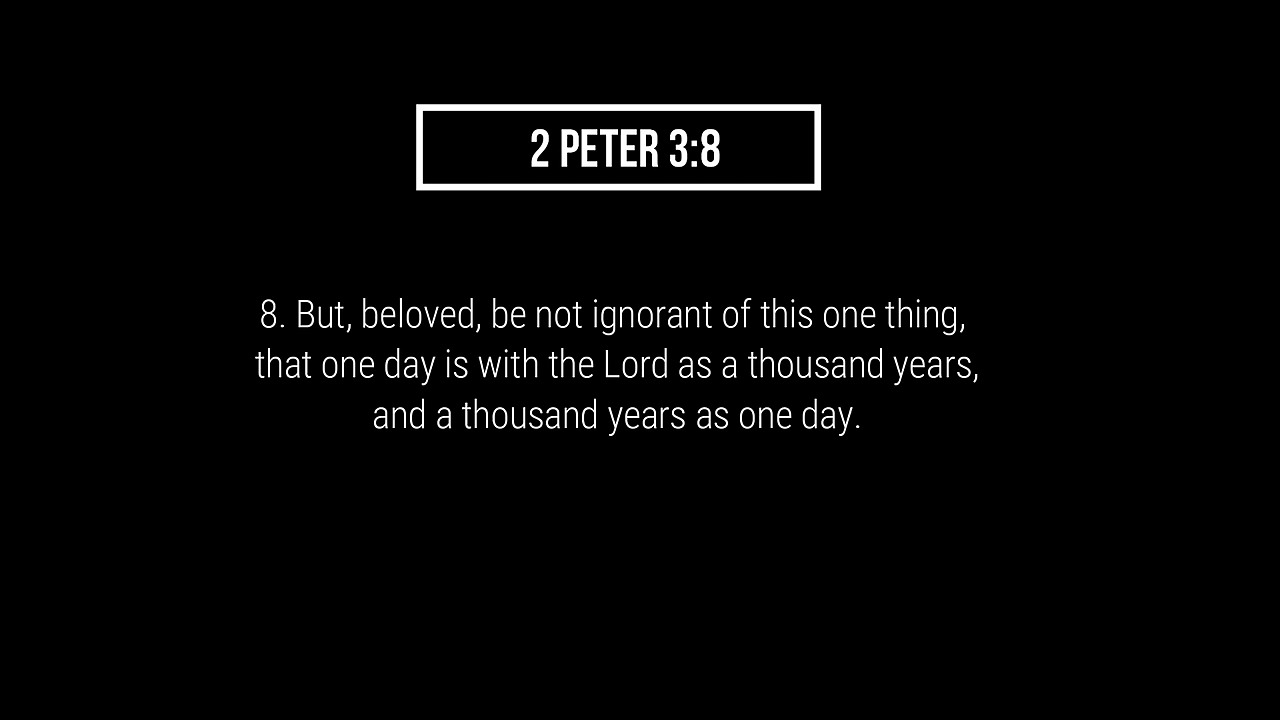 2 PETER 3:8
8. But, beloved, be not ignorant of this one thing,
that one day is with the Lord as a thousand years,
and a thousand years as one day.